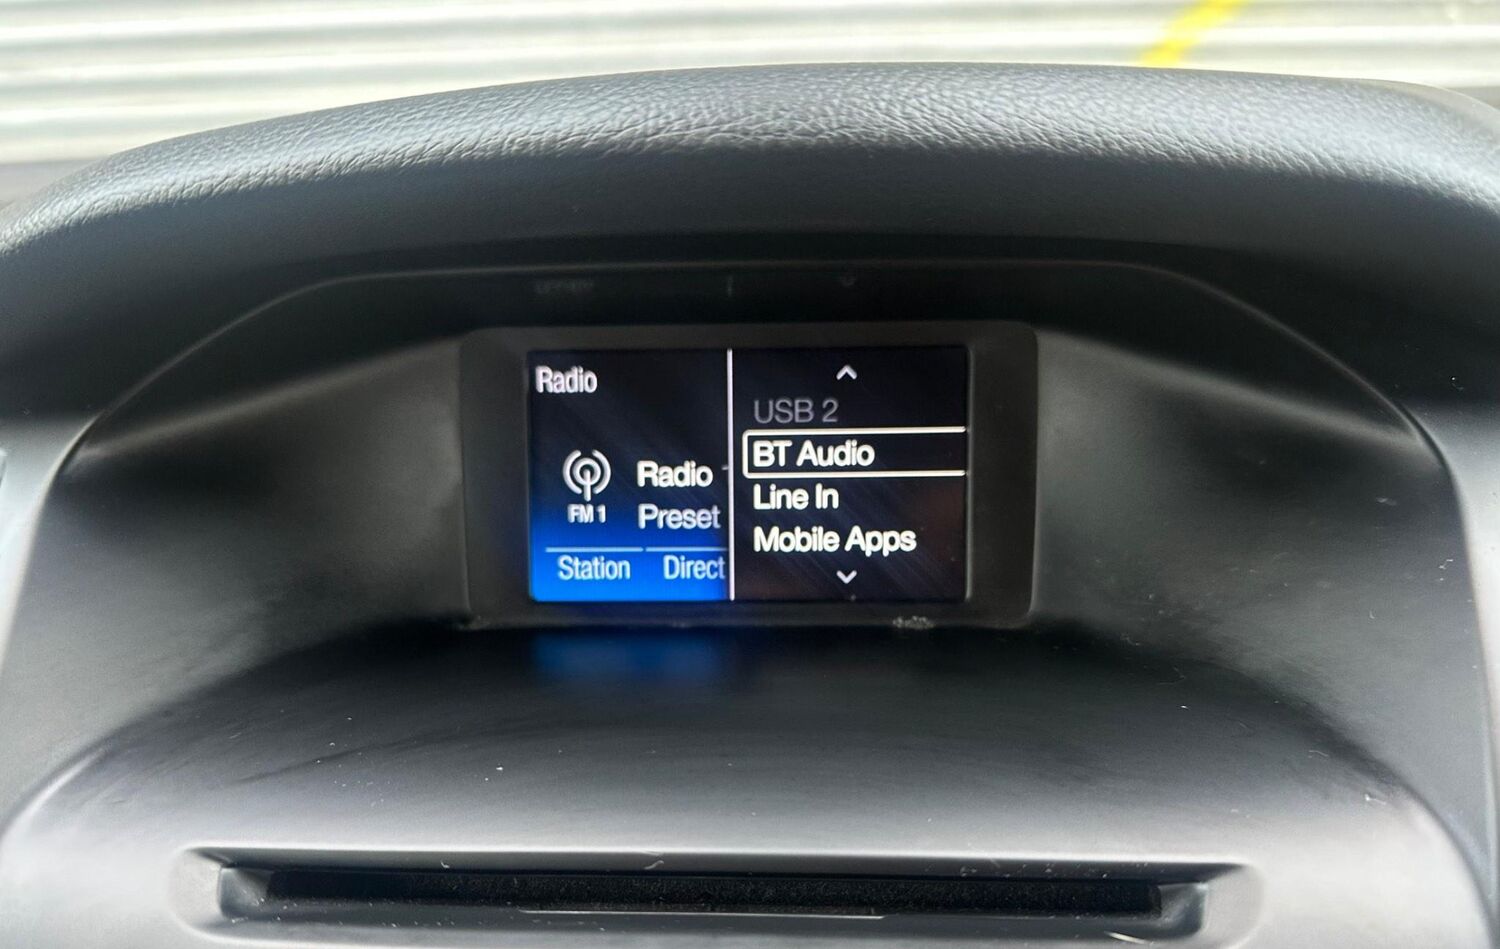 Radio
FM 1
Radio
Preset
Station
Direct
USB 2
BT Audio
Line In
Mobile Apps